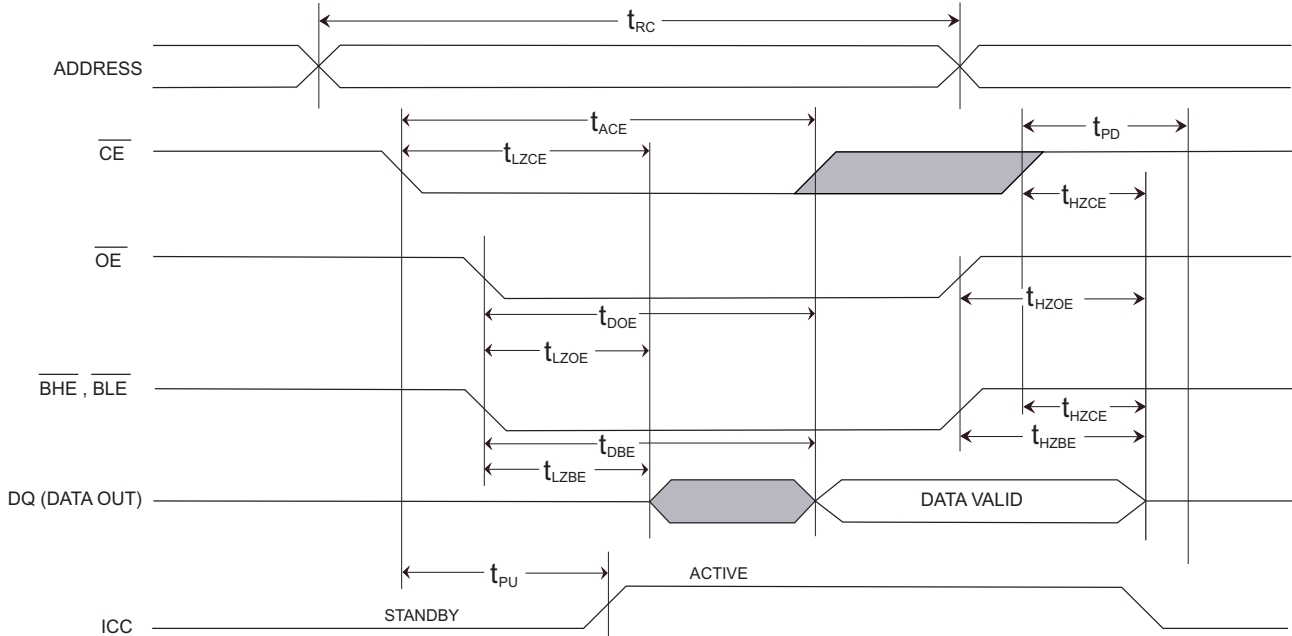 tRC
ADDRESS
tACE
tPD
CE
tLZCE
tHZCE
OE
tHZOE
tDOE
tLZOE
BHE , BLE
tHZCE
tDBE
tHZBE
tLZBE
DQ (DATA OUT)
DATA VALID
tPU
ACTIVE
STANDBY
ICC